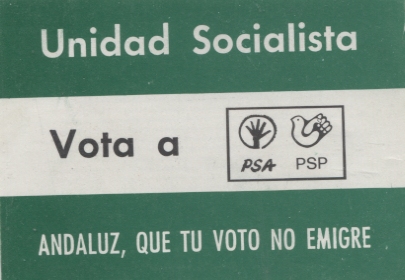 Unidad Socialista
Vota a
PSA PSP
ANDALUZ, QUE TU VOTO NO EMIGRE